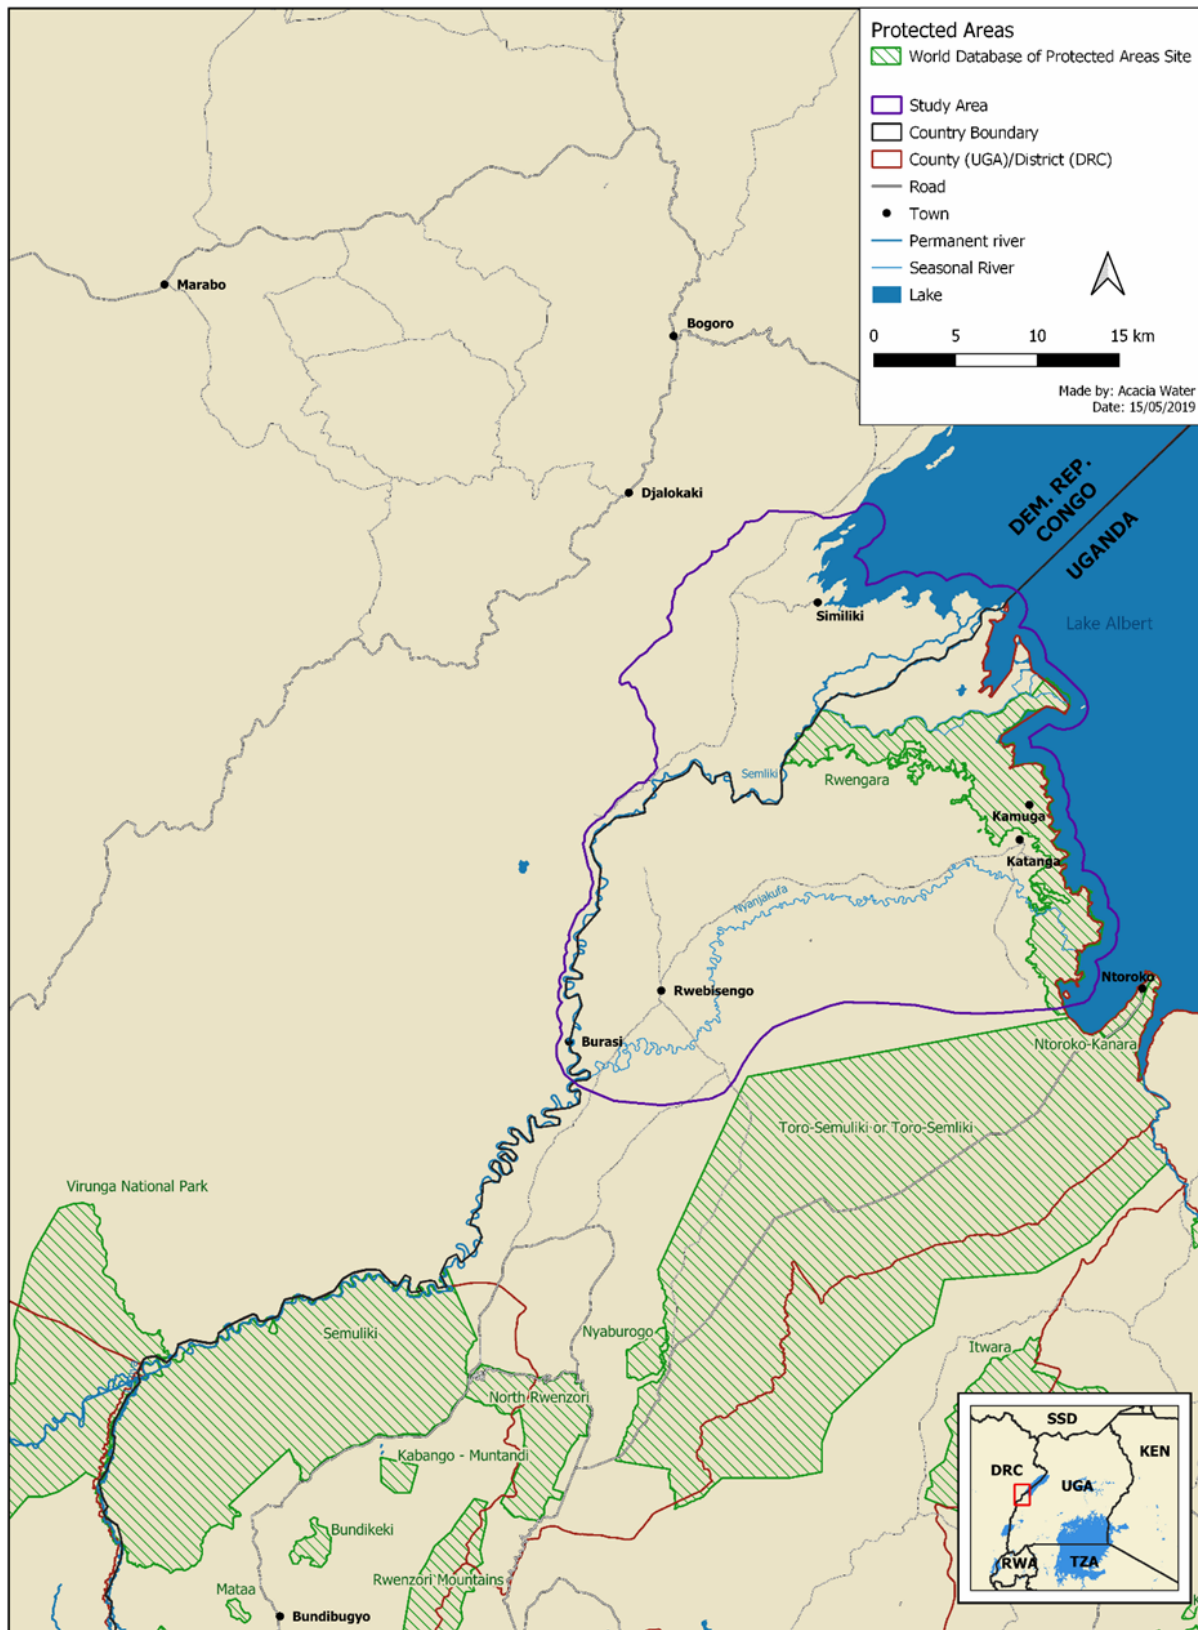 Protected Areas
World Database of Protected Areas Site
Study Area
Country Boundary
County (UGA)/District (DRC)
Road
Town
Permanent river
Seasonal River
Lake
0 5 10 15 km
Made by: Acacia Water
Date: 15/05/2019
Marabo
Bogoro
Djalokaki
DEM. REP.
CONGO
UGANDA
Similiki
Lake Albert
Semliki
Rwengara
Kamuga
Katanga
Nyanjakufa
Ntoroko
Rwebisengo
Burasi
Ntoroko-Kanara
Toro-Semuliki or Toro-Semliki
Virunga National Park
Semuliki
Nyaburogo
Itwara
North Rwenzori
Kabango - Muntandi
Bundikeki
Rwenzori Mountains
Mataa
Bundibugyo
SSD
KEN
DRC
UGA
RWA
TZA